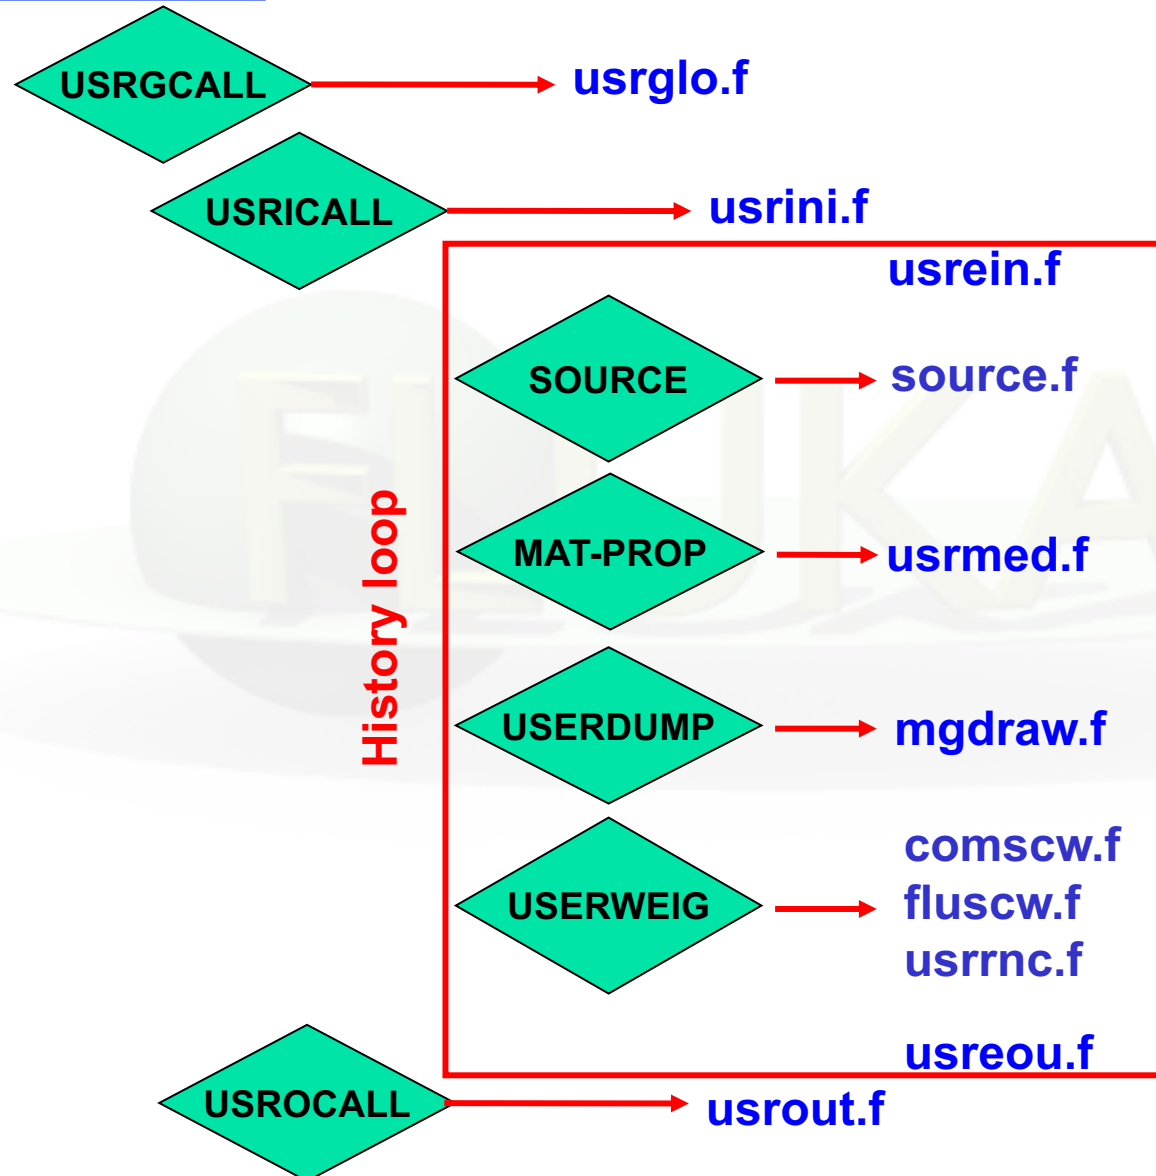 USRGCALL usrglo.f
USRICALL usrini.f
usrein.f
SOURCE source.f
MAT-PROP usrmed.f
History loop
USERDUMP mgdraw.f
comscw.f
USERWEIG fluscw.f
usrrnc.f
usreou.f
USROCALL usrout.f
FLUKA